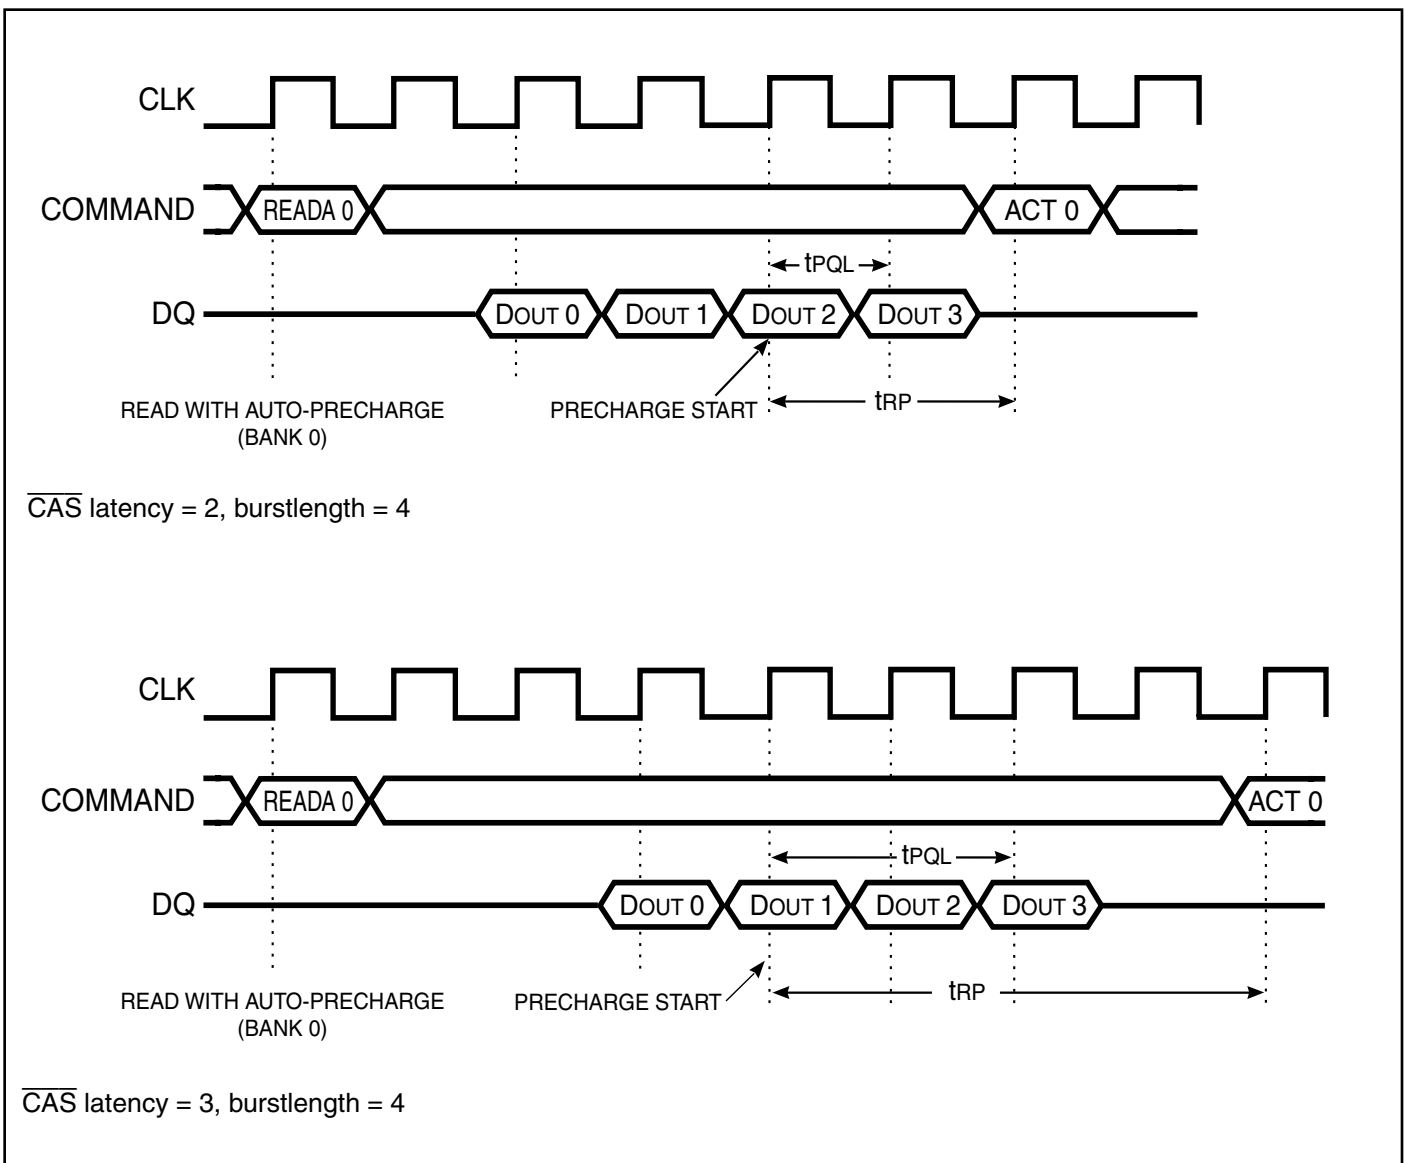 CLK
COMMAND READA 0 ACT 0
tPQL
DQ DOUT 0 DOUT 1 DOUT 2 DOUT 3
READ WITH AUTO-PRECHARGE
(BANK 0)
PRECHARGE START
tRP
CAS latency = 2, burstlength = 4
CLK
COMMAND READA 0 ACT 0
tPQL
DQ DOUT 0 DOUT 1 DOUT 2 DOUT 3
READ WITH AUTO-PRECHARGE
(BANK 0)
PRECHARGE START
tRP
CAS latency = 3, burstlength = 4